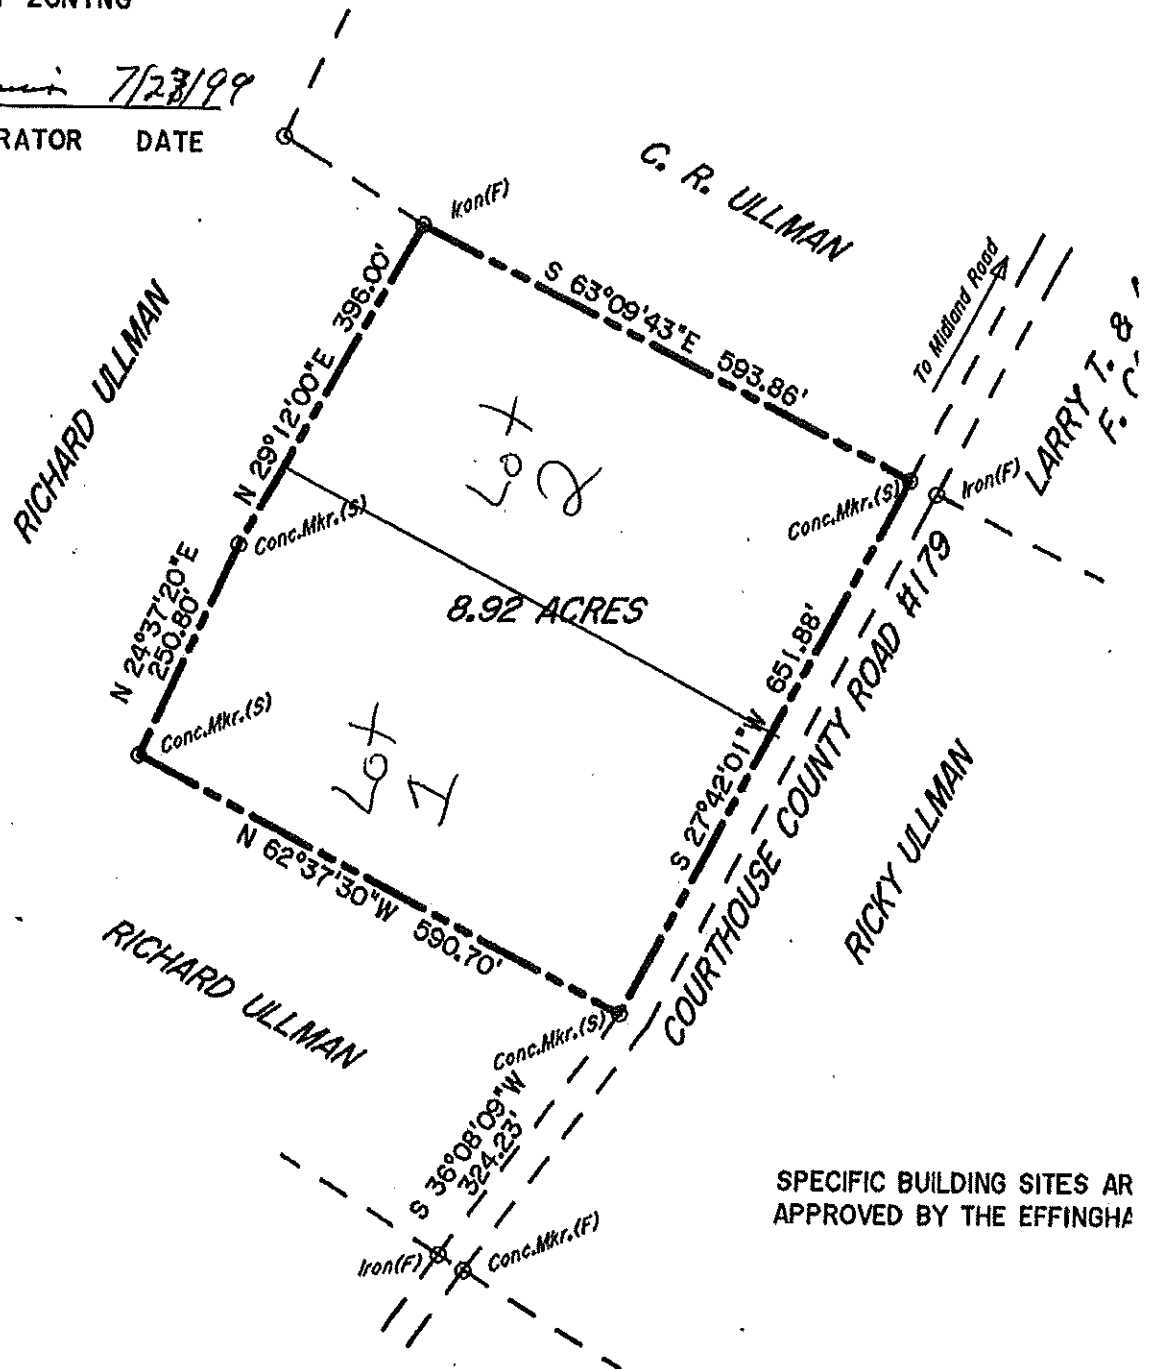 ZONING
7/23/99
RATOR DATE
C. R. ULLMAN
Iron(F)
To Midland Road
LARRY T. &
F.
RICHARD ULLMAN
N 29°12'00"E 396.00'
S 63°09'43"E 593.86'
Lot
2
Conc.Mkr.(S)
Iron(F)
Conc.Mkr.(S)
N 24°37'20"E
250.80'
8.92 ACRES
S 27°42'01"W 651.88'
COURTHOUSE COUNTY ROAD #179
Conc.Mkr.(S)
Lot
1
N 62°37'30"W 590.70'
RICKY ULLMAN
RICHARD ULLMAN
Conc.Mkr.(S)
S 36°08'09"W
324.23'
Iron(F)
Conc.Mkr.(F)
SPECIFIC BUILDING SITES AR
APPROVED BY THE EFFINGHA